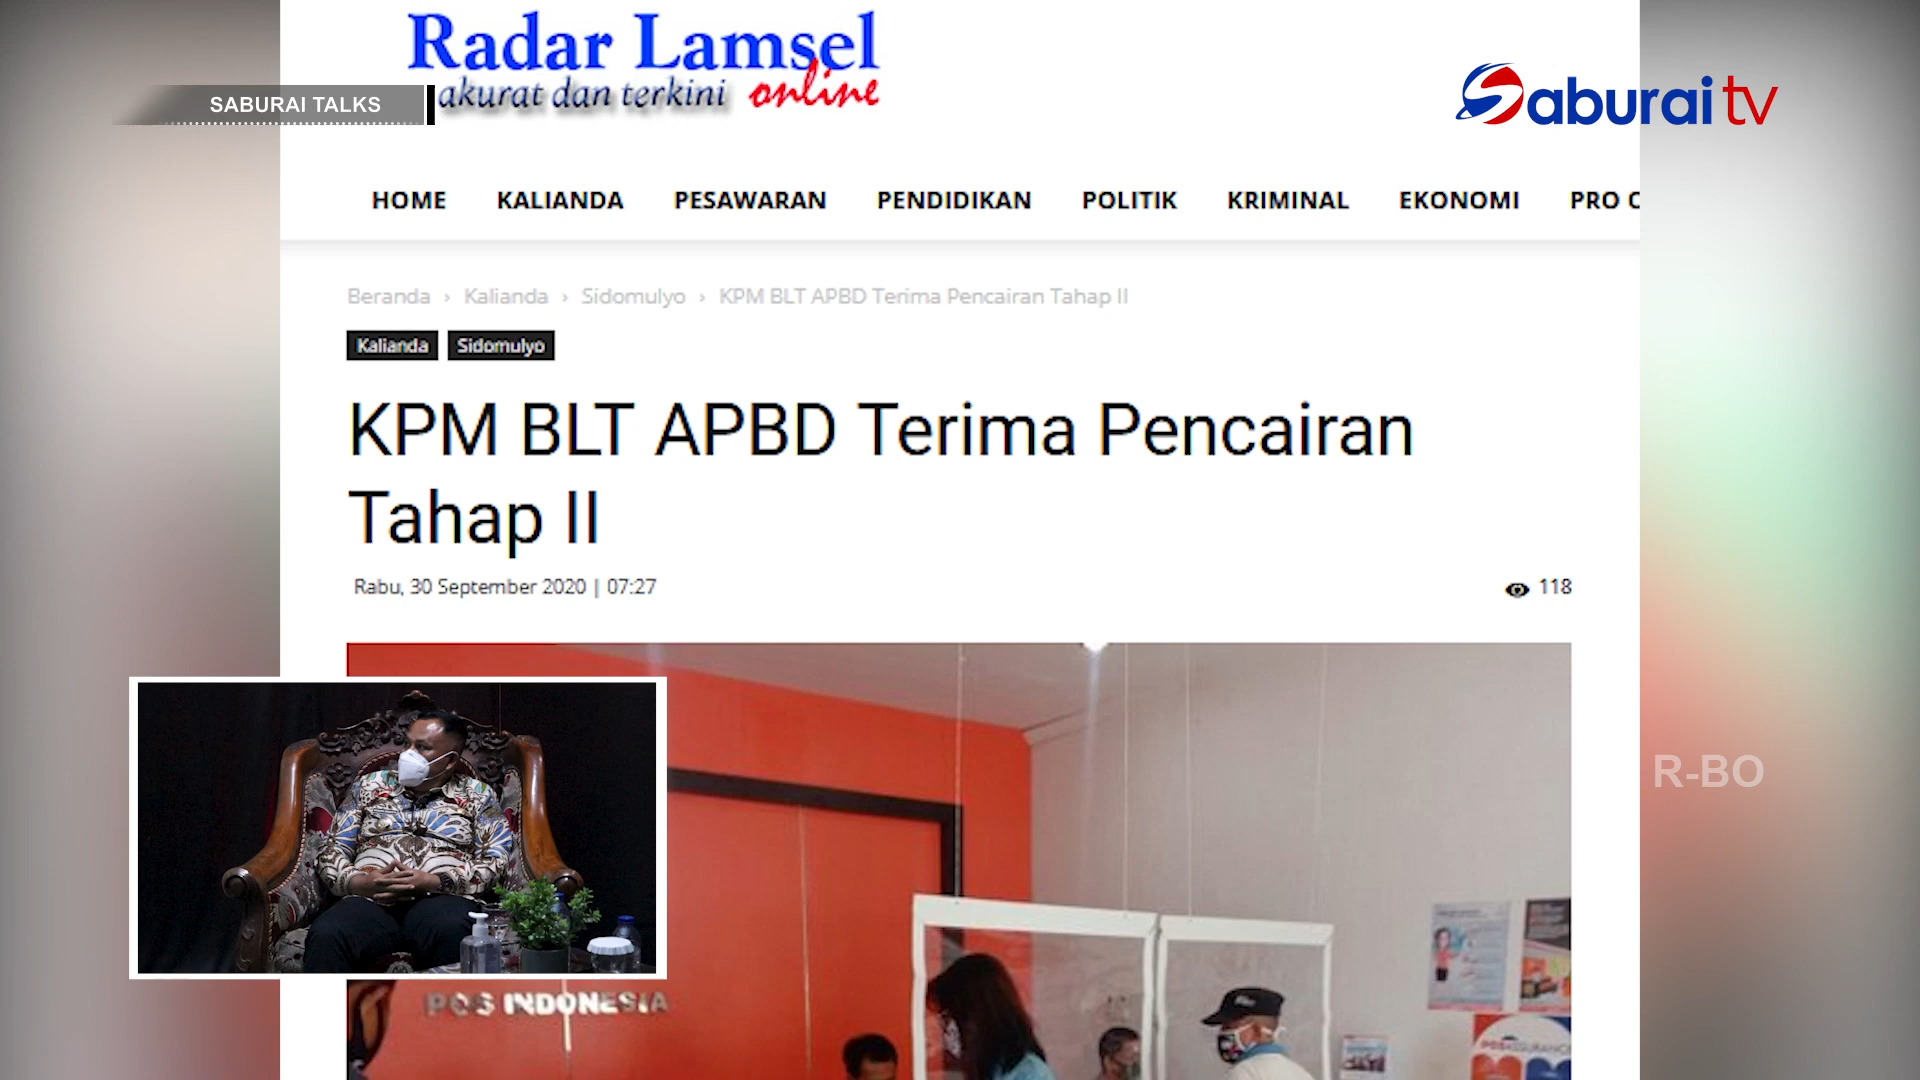 Radar Lamsel
akurat dan terkini online
SABURAI TALKS
Saburai tv
HOME KALIANDA PESAWARAN PENDIDIKAN POLITIK KRIMINAL EKONOMI PRO
Beranda › Kalianda › Sidomulyo › KPM BLT APBD Terima Pencairan Tahap II
Kalianda Sidomulyo
KPM BLT APBD Terima Pencairan
Tahap II
Rabu, 30 September 2020 | 07:27
118
R-BO
POS INDONESIA